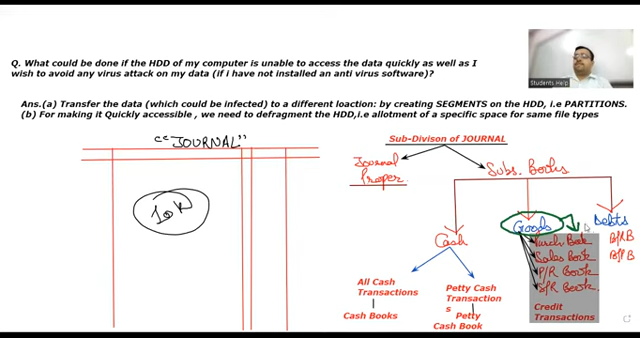 Q. What could be done if the HDD of my computer is unable to access the data quickly as well as I
wish to avoid any virus attack on my data (if i have not installed an anti virus software)?
Students Help
Ans.(a) Transfer the data (which could be infected) to a different loaction: by creating SEGMENTS on the HDD, i.e PARTITIONS.
(b) For making it Quickly accessible , we need to defragment the HDD,i.e allotment of a specific space for same file types
"JOURNAL"
Sub-Divison of JOURNAL
Journal
Proper
Subs. Books
Cash
Goods
Debts
Purch Book
Sales Book
P/R Book
S/R Book
B/R B
B/P B
All Cash
Transactions
Cash Books
Petty Cash
Transaction
s
Petty
Cash Book
Credit
Transactions